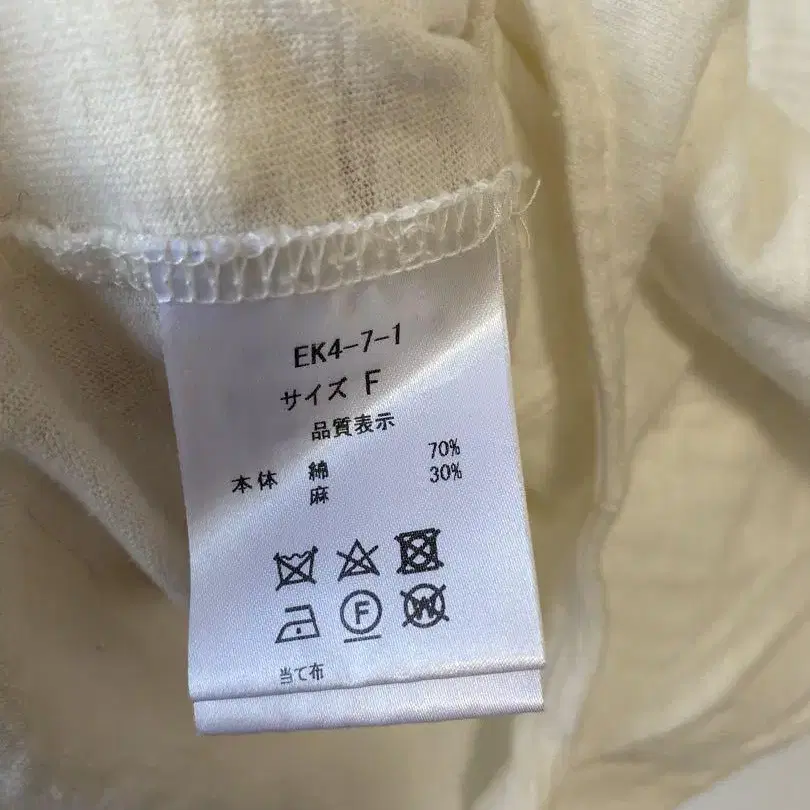 EK4-7-1
サイズ F
品質表示
本体 綿 70%
麻 30%
F W
当て布